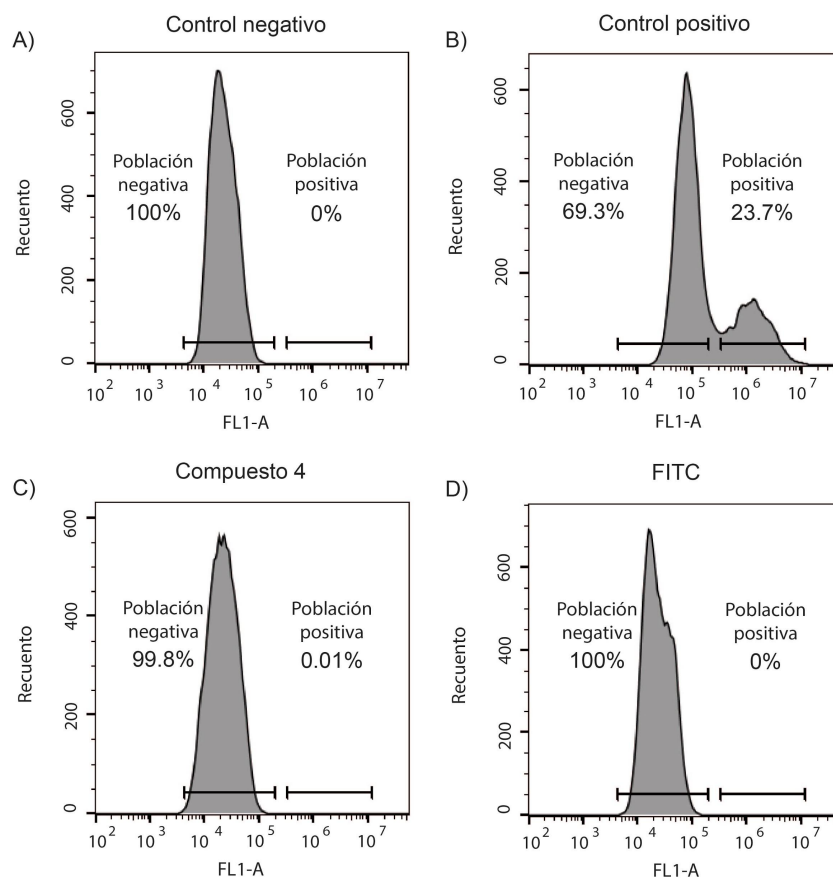 A)
Control negativo
Recuento
600
400
200
0
Población
negativa
100%
Población
positiva
0%
10^2 10^3 10^4 10^5 10^6 10^7
FL1-A
B)
Control positivo
Recuento
600
400
200
0
Población
negativa
69.3%
Población
positiva
23.7%
10^2 10^3 10^4 10^5 10^6 10^7
FL1-A
C)
Compuesto 4
Recuento
600
400
200
0
Población
negativa
99.8%
Población
positiva
0.01%
10^2 10^3 10^4 10^5 10^6 10^7
FL1-A
D)
FITC
Recuento
600
400
200
0
Población
negativa
100%
Población
positiva
0%
10^2 10^3 10^4 10^5 10^6 10^7
FL1-A